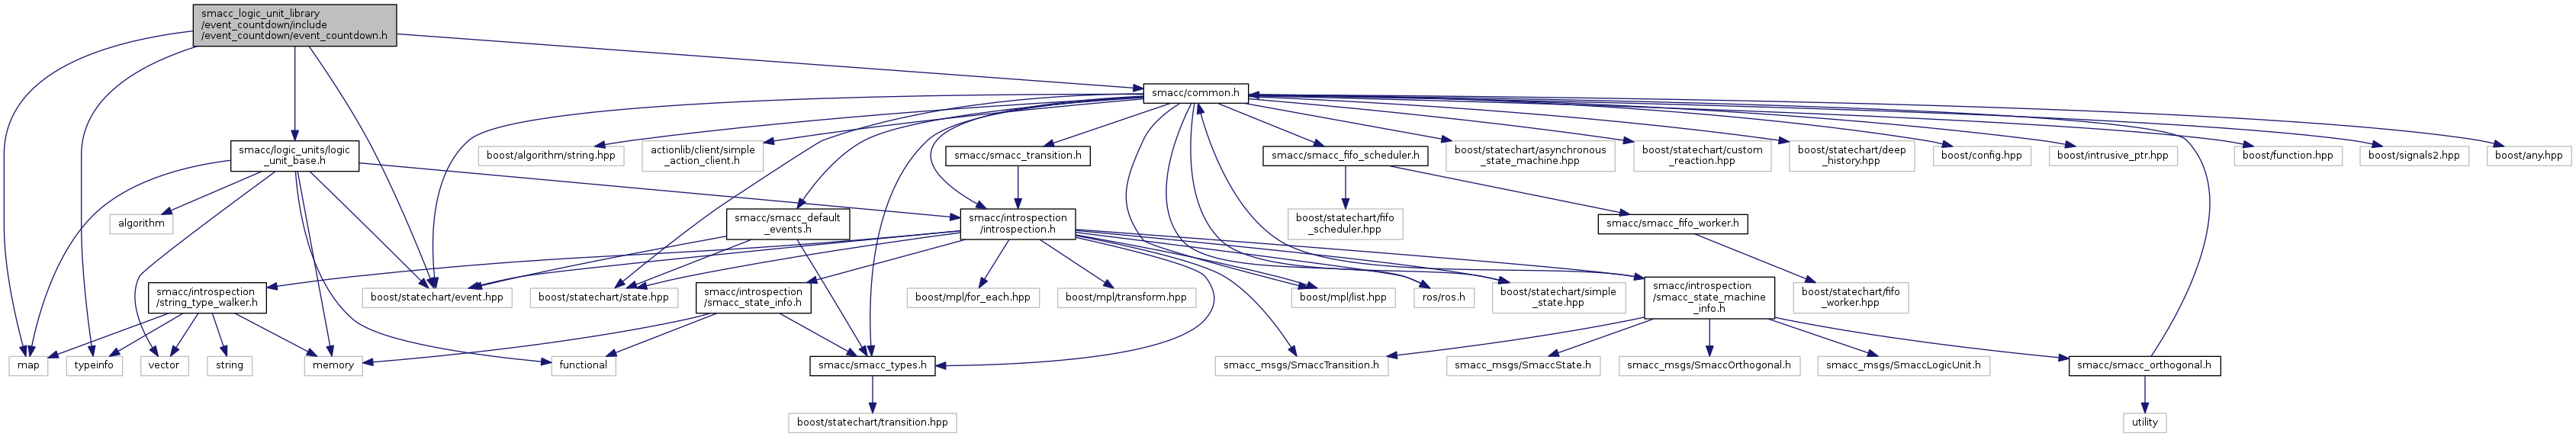 smacc_logic_unit_library
/event_countdown/include
/event_countdown/event_countdown.h
smacc/common.h
smacc/logic_units/logic
_unit_base.h
boost/algorithm/string.hpp
actionlib/client/simple
_action_client.h
smacc/smacc_transition.h
smacc/smacc_fifo_scheduler.h
boost/statechart/asynchronous
_state_machine.hpp
boost/statechart/custom
_reaction.hpp
boost/statechart/deep
_history.hpp
boost/config.hpp
boost/intrusive_ptr.hpp
boost/function.hpp
boost/signals2.hpp
boost/any.hpp
algorithm
smacc/smacc_default
_events.h
smacc/introspection
/introspection.h
boost/statechart/fifo
_scheduler.hpp
smacc/smacc_fifo_worker.h
smacc/introspection
/string_type_walker.h
boost/statechart/event.hpp
boost/statechart/state.hpp
smacc/introspection
/smacc_state_info.h
boost/mpl/for_each.hpp
boost/mpl/transform.hpp
boost/mpl/list.hpp
ros/ros.h
boost/statechart/simple
_state.hpp
smacc/introspection
/smacc_state_machine
_info.h
boost/statechart/fifo
_worker.hpp
map
typeinfo
vector
string
memory
functional
smacc/smacc_types.h
smacc_msgs/SmaccTransition.h
smacc_msgs/SmaccState.h
smacc_msgs/SmaccOrthogonal.h
smacc_msgs/SmaccLogicUnit.h
smacc/smacc_orthogonal.h
boost/statechart/transition.hpp
utility